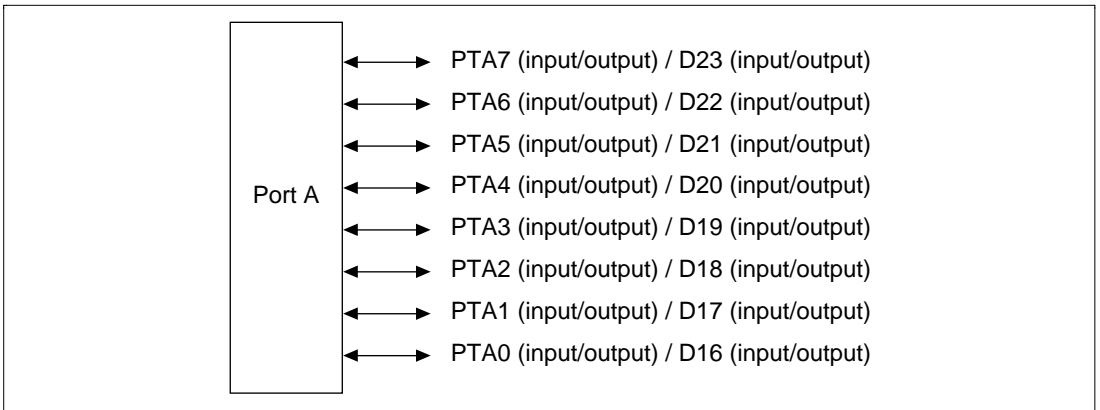 PTA7 (input/output) / D23 (input/output)
PTA6 (input/output) / D22 (input/output)
PTA5 (input/output) / D21 (input/output)
PTA4 (input/output) / D20 (input/output)
Port A
PTA3 (input/output) / D19 (input/output)
PTA2 (input/output) / D18 (input/output)
PTA1 (input/output) / D17 (input/output)
PTA0 (input/output) / D16 (input/output)